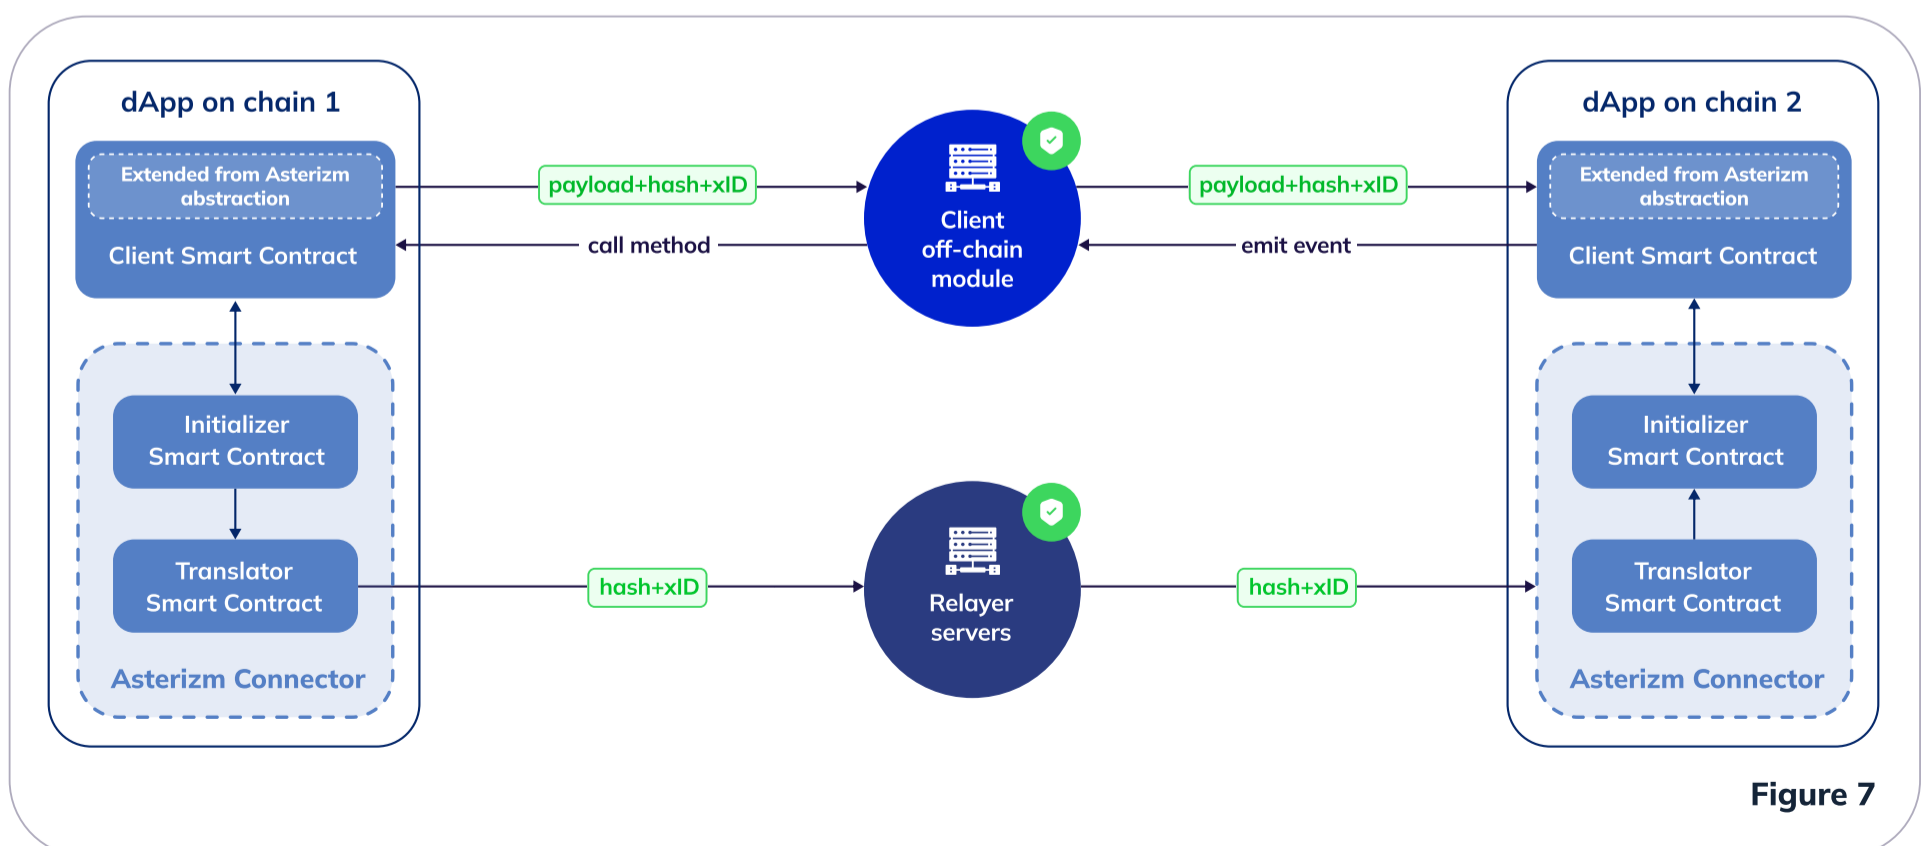 dApp on chain 1
Extended from Asterizm
abstraction
Client Smart Contract
Initializer
Smart Contract
Translator
Smart Contract
Asterizm Connector
payload+hash+xID
call method
hash+xID
Client
off-chain
module
Relayer
servers
payload+hash+xID
emit event
hash+xID
dApp on chain 2
Extended from Asterizm
abstraction
Client Smart Contract
Initializer
Smart Contract
Translator
Smart Contract
Asterizm Connector
Figure 7